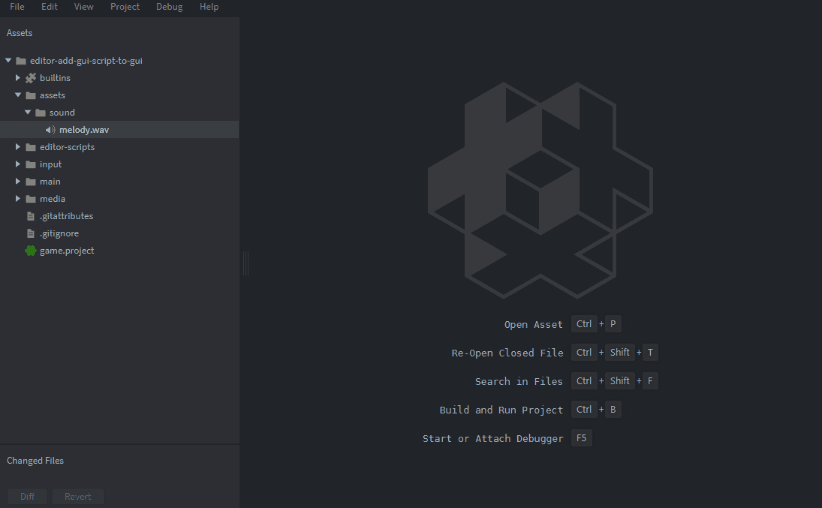 File Edit View Project Debug Help
Assets
editor-add-gui-script-to-gui
builtins
assets
sound
melody.wav
editor-scripts
input
main
media
.gitattributes
.gitignore
game.project
Open Asset Ctrl + P
Re-Open Closed File Ctrl + Shift + T
Search in Files Ctrl + Shift + F
Build and Run Project Ctrl + B
Start or Attach Debugger F5
Changed Files
Diff Revert